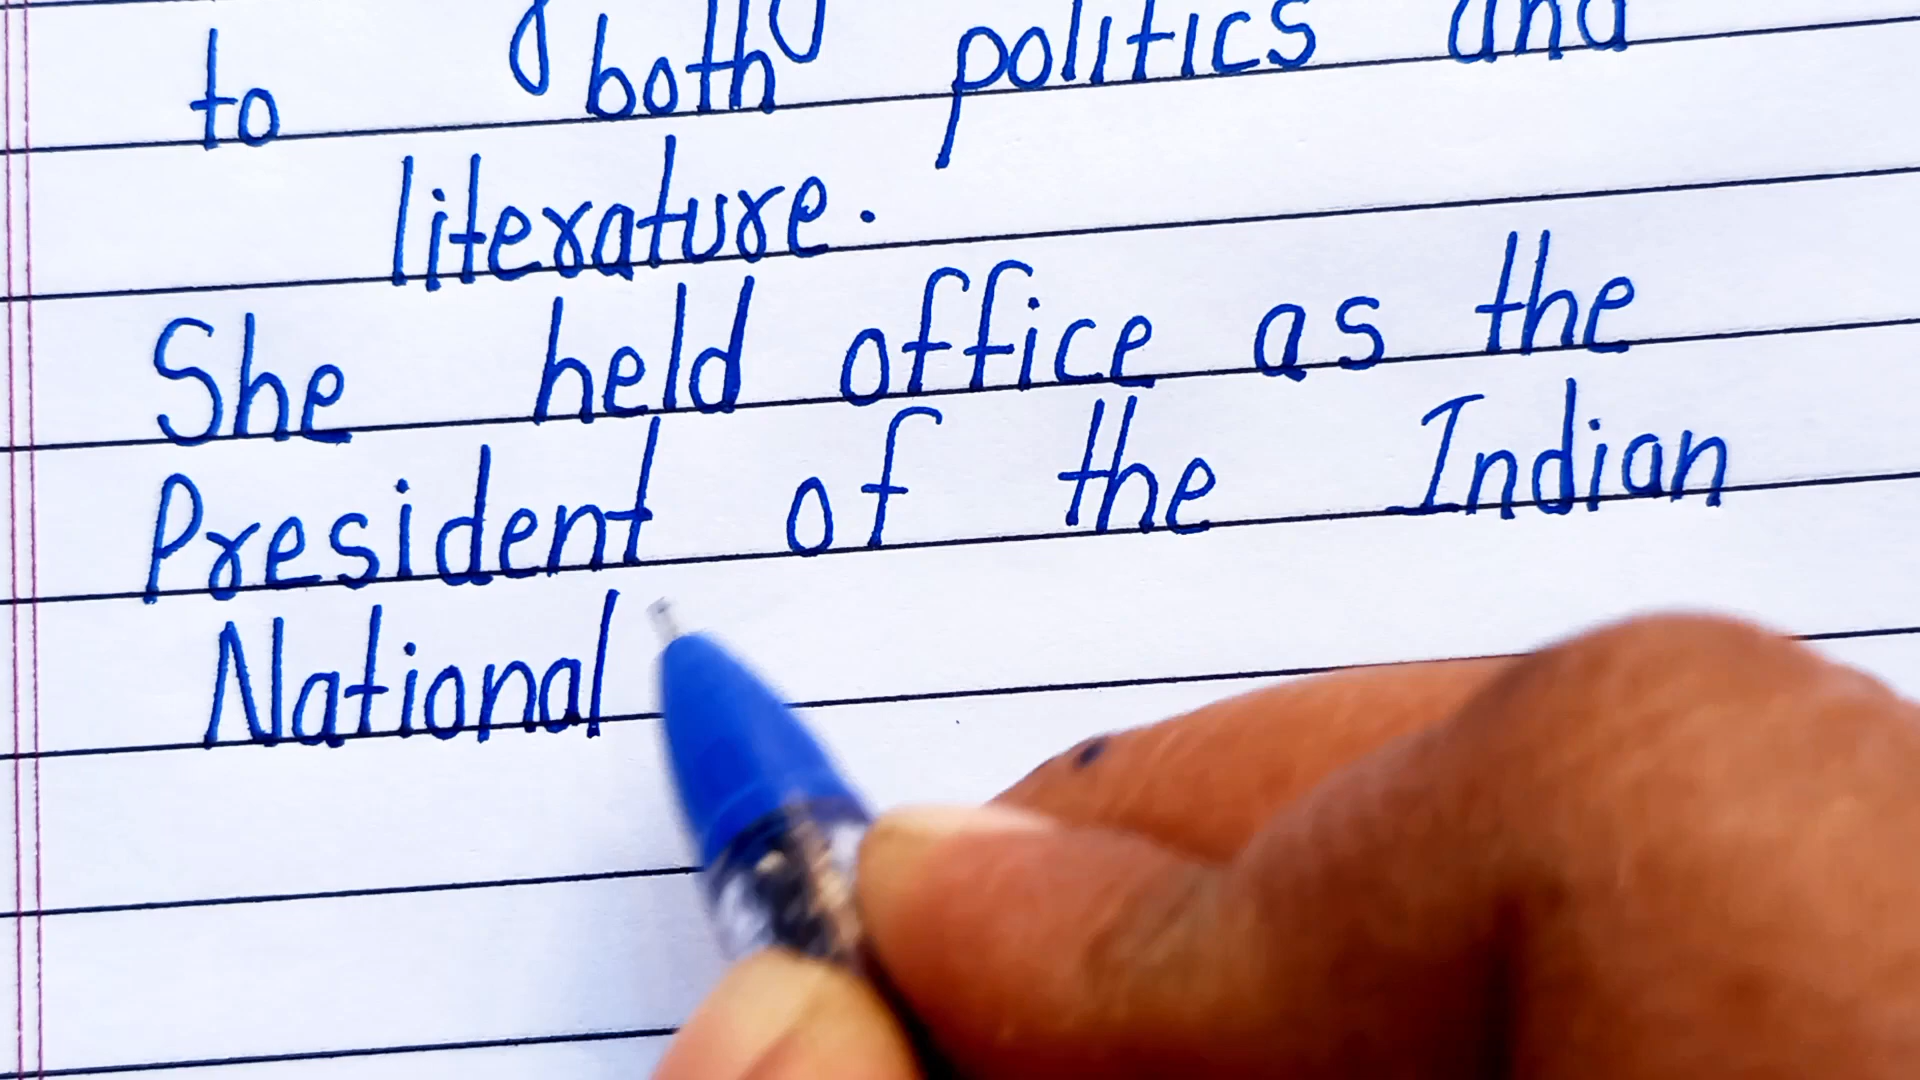 to both politics and
literature.
She held office as the
President of the Indian
National